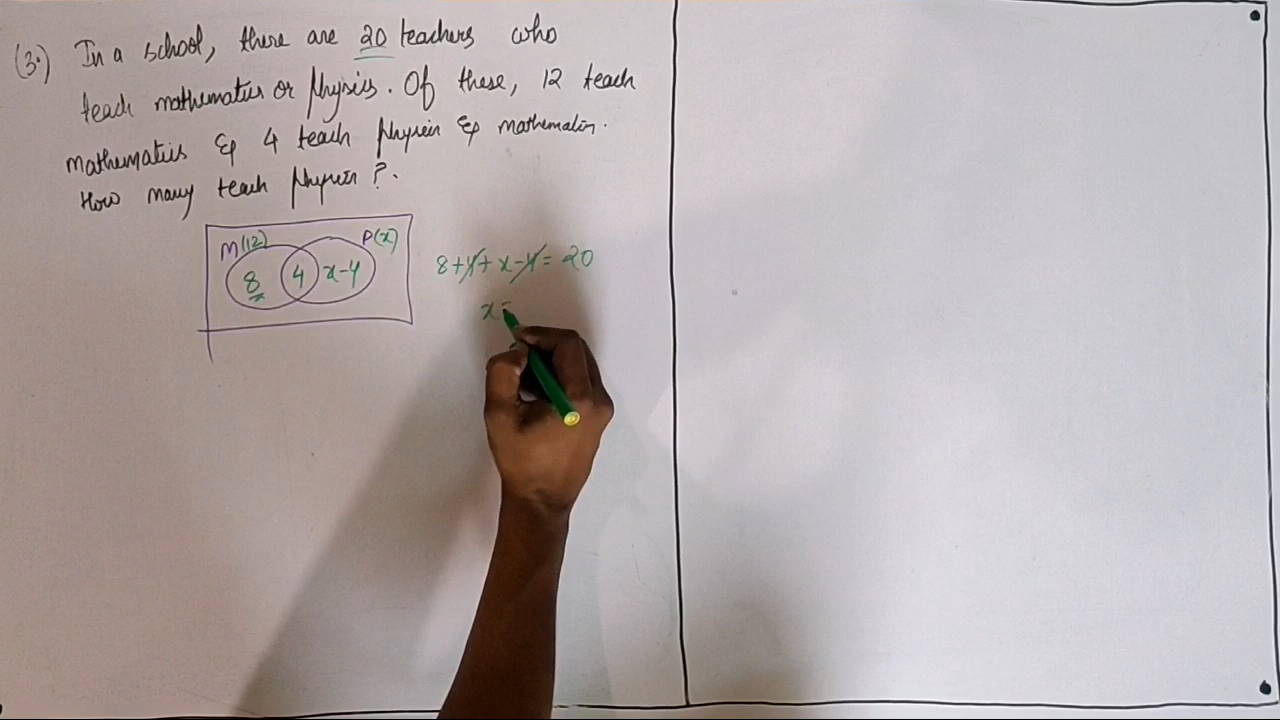 (3.) In a school, there are 20 teachers who
teach mathematics or physics. Of these, 12 teach
mathematics & 4 teach physics & mathematics.
How many teach physics ?.
M(12) P(x)
8 4 x-4
8+4+x-4=20
x=